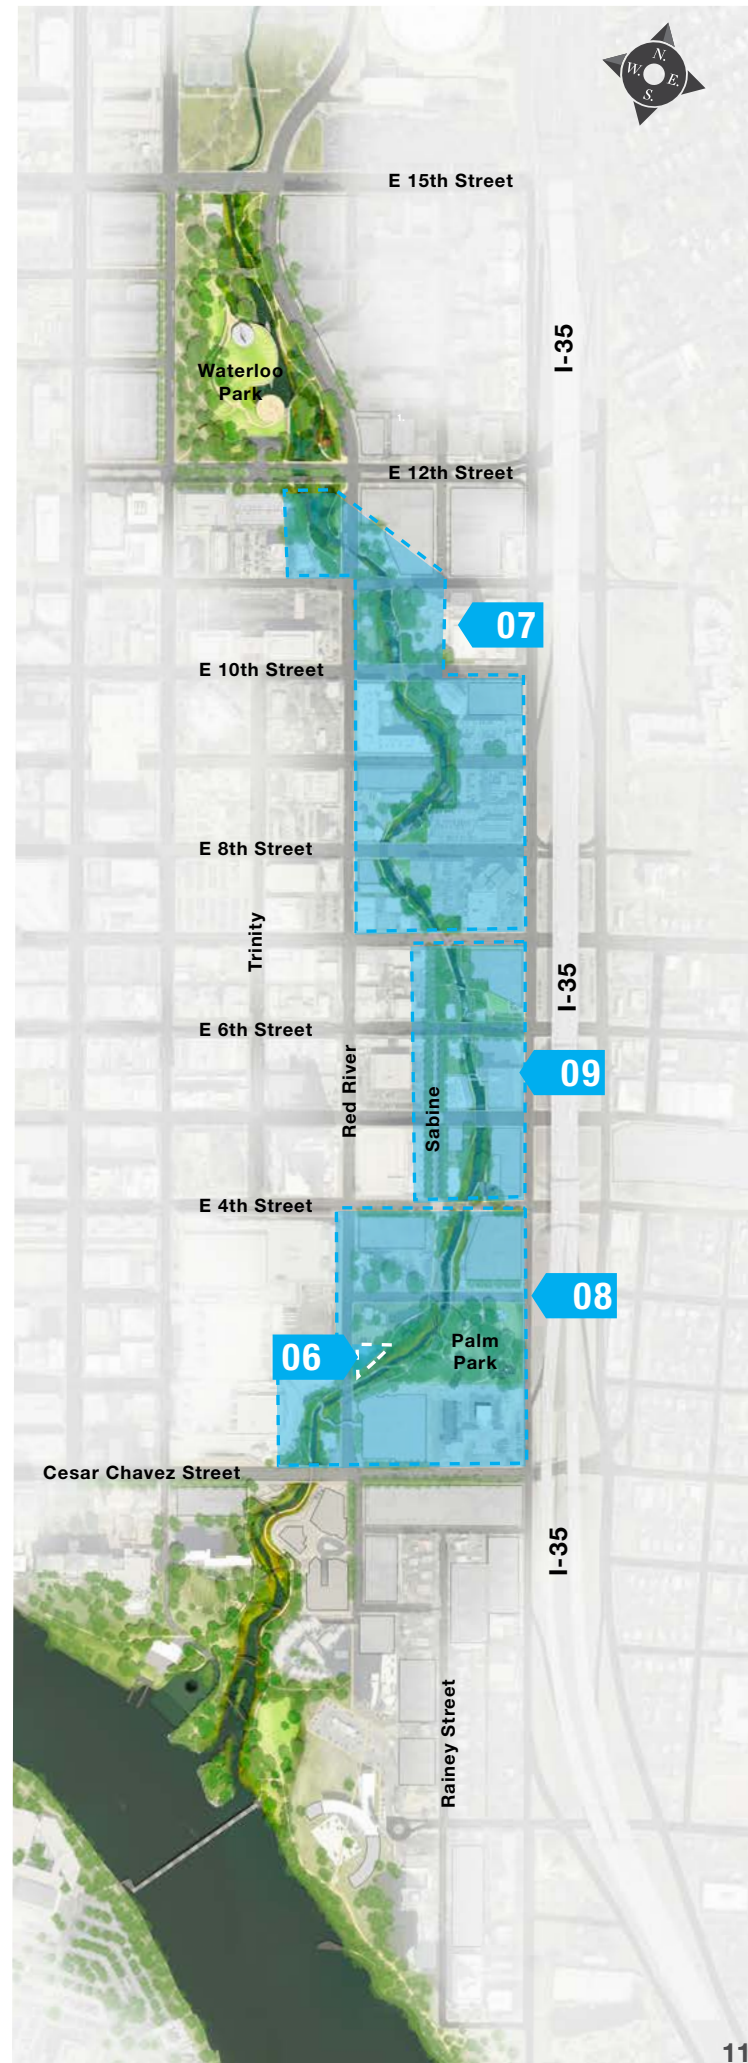 N.
W.
E.
S.
E 15th Street
I-35
Waterloo
Park
1.
E 12th Street
07
E 10th Street
E 8th Street
Trinity
I-35
E 6th Street
Red River
Sabine
09
E 4th Street
08
06
Palm
Park
Cesar Chavez Street
I-35
Rainey Street
11